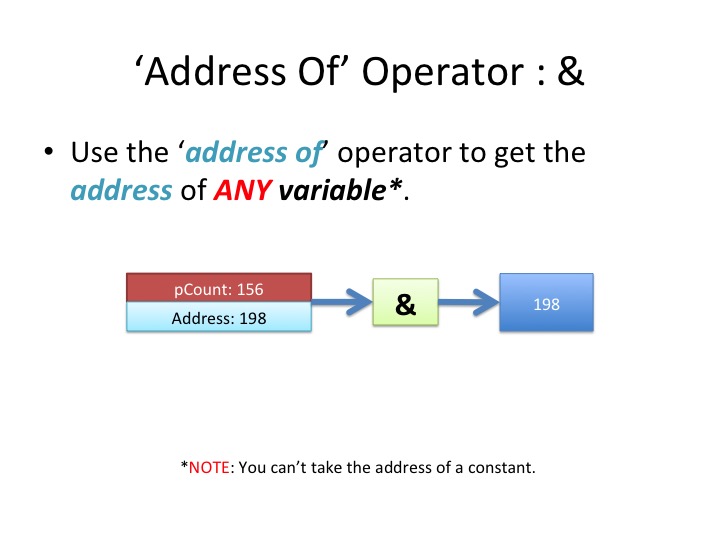 ‘Address Of’ Operator : &
• Use the ‘address of’ operator to get the
address of ANY variable*.
pCount: 156
Address: 198
&
198
*NOTE: You can’t take the address of a constant.